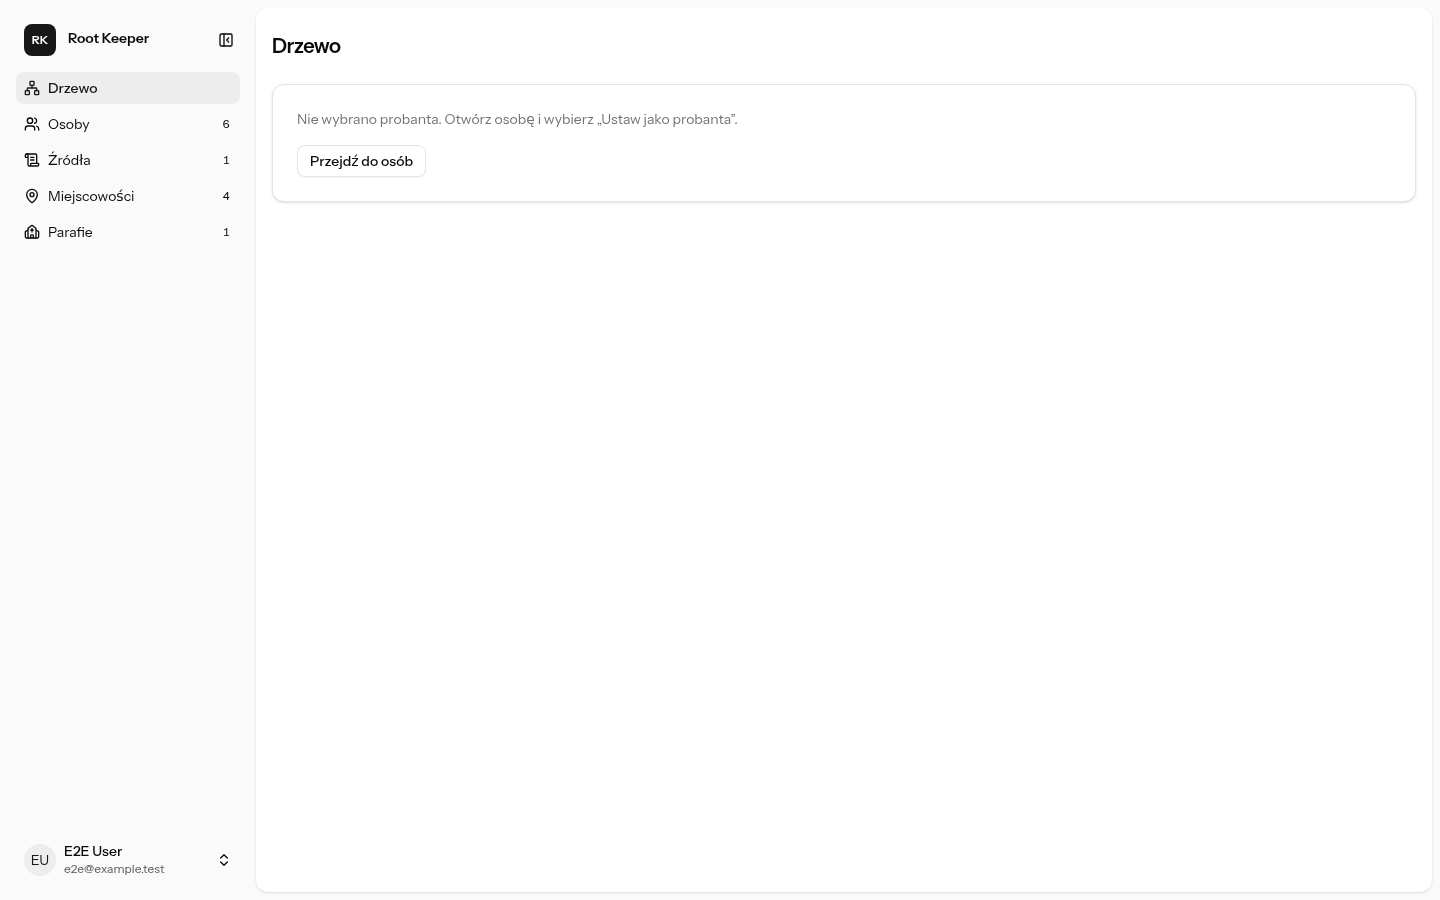 RK
Root Keeper
Drzewo
Osoby 6
Źródła 1
Miejscowości 4
Parafie 1
EU
E2E User
e2e@example.test
Drzewo
Nie wybrano probanta. Otwórz osobę i wybierz „Ustaw jako probanta”.
Przejdź do osób